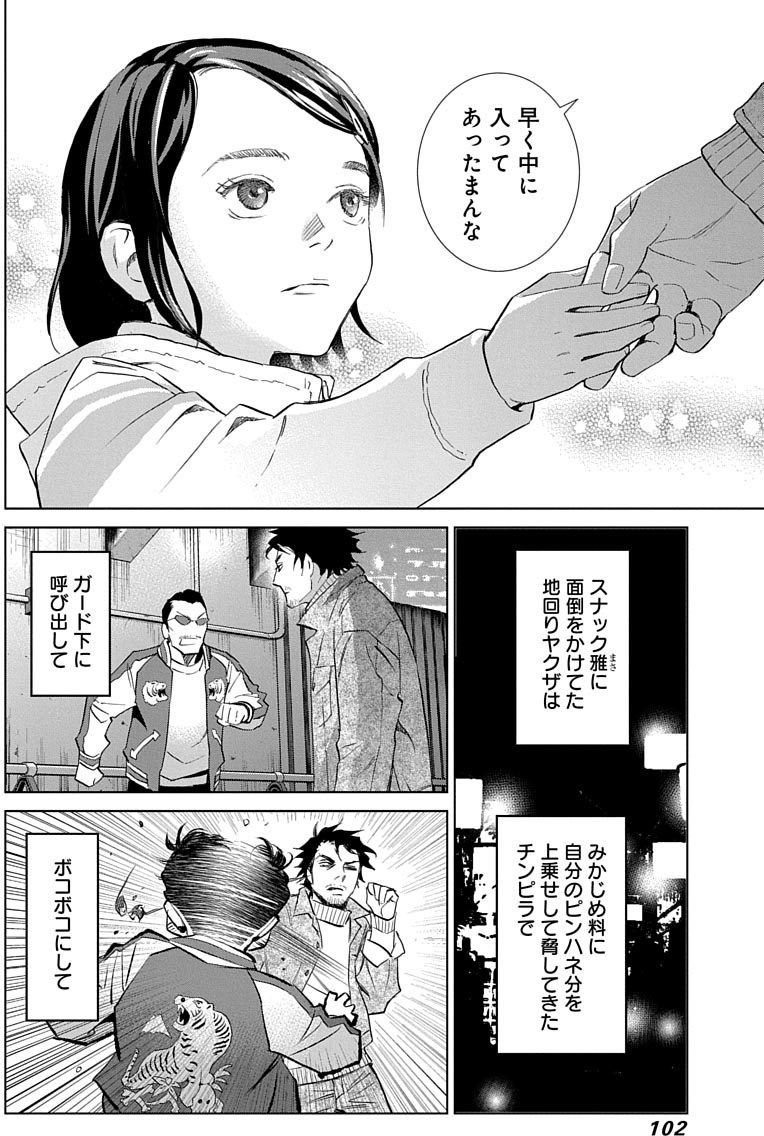 早く中に
入って
あったまんな
スナック雅に
まさ
面倒をかけてた
地回りヤクザは
みかじめ料に
自分のピンハネ分を
上乗せして脅してきた
チンピラで
ガード下に
呼び出して
ボコボコにして
102